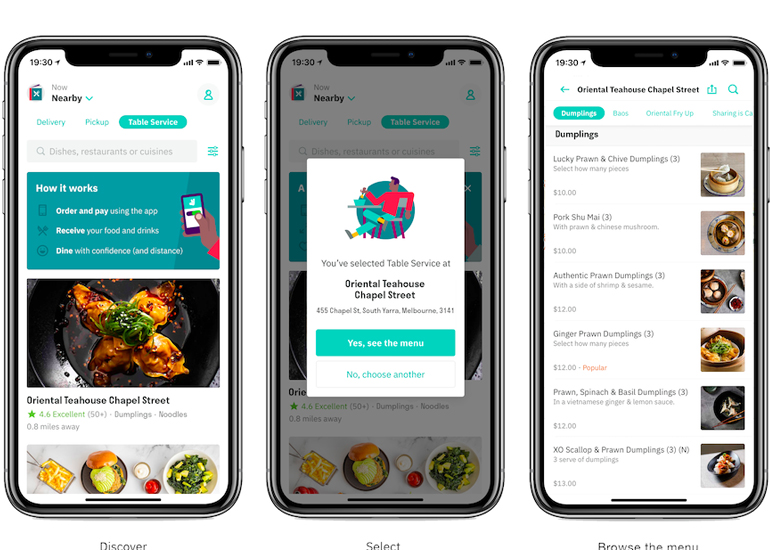 19:30
Now
Nearby
Delivery
Pickup
Table Service
Dishes, restaurants or cuisines
How it works
Order and pay using the app
Receive your food and drinks
Dine with confidence (and distance)
Oriental Teahouse Chapel Street
4.6 Excellent (50+) · Dumplings · Noodles
0.8 miles away
Discover
19:30
Now
Nearby
Delivery
Pickup
Table Service
Dishes, restaurants or cuisines
A
You've selected Table Service at
Oriental Teahouse
Chapel Street
455 Chapel St, South Yarra, Melbourne, 3141
Yes, see the menu
No, choose another
Oriental Teahouse Chapel Street
4.6 Excellent (50+) · Dumplings · Noodles
0.8 miles away
Select
19:30
Oriental Teahouse Chapel Street
Dumplings
Baos
Oriental Fry Up
Sharing is Ca
Dumplings
Lucky Prawn & Chive Dumplings (3)
Select how many pieces
$10.00
Pork Shu Mai (3)
With prawn & chinese mushroom.
$10.00
Authentic Prawn Dumplings (3)
With a side of shrimp & sesame.
$12.00
Ginger Prawn Dumplings (3)
Select how many pieces
$12.00 · Popular
Prawn, Spinach & Basil Dumplings (3)
In a vietnamese ginger & lemon sauce.
$12.00
XO Scallop & Prawn Dumplings (3) (N)
3 serve of dumplings
$13.00
Browse the menu